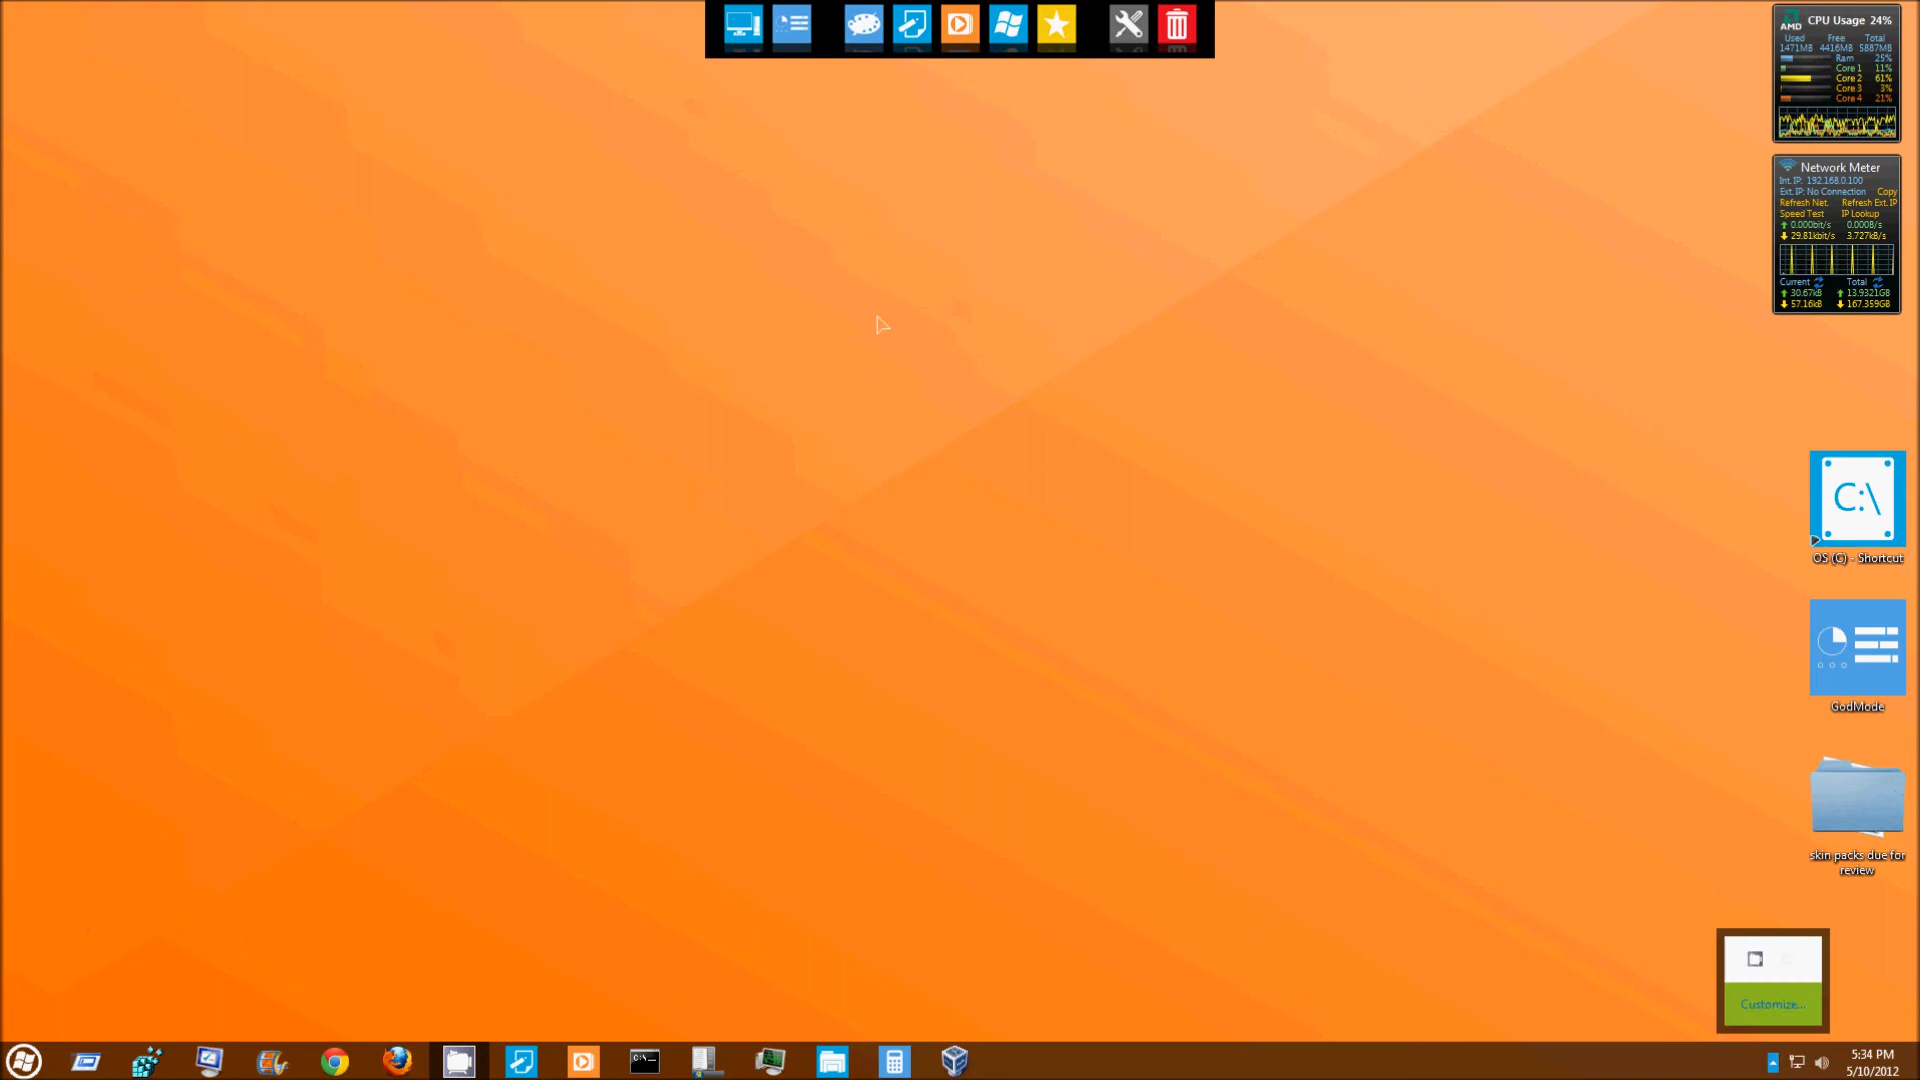 AMD CPU Usage 24%
Used Free Total
1471MB 4416MB 5887MB
Ram 25%
Core 1 11%
Core 2 61%
Core 3 3%
Core 4 21%
Network Meter
Int. IP: 192.168.0.100
Ext. IP: No Connection Copy
Refresh Net. Refresh Ext. IP
Speed Test IP Lookup
0.000bit/s 0.000B/s
29.81kbit/s 3.727kB/s
Current Total
30.67kB 13.9321GB
57.16kB 167.359GB
C:\
OS (C) - Shortcut
GodMode
skin packs due for
review
Customize...
C:\
5:34 PM
5/10/2012